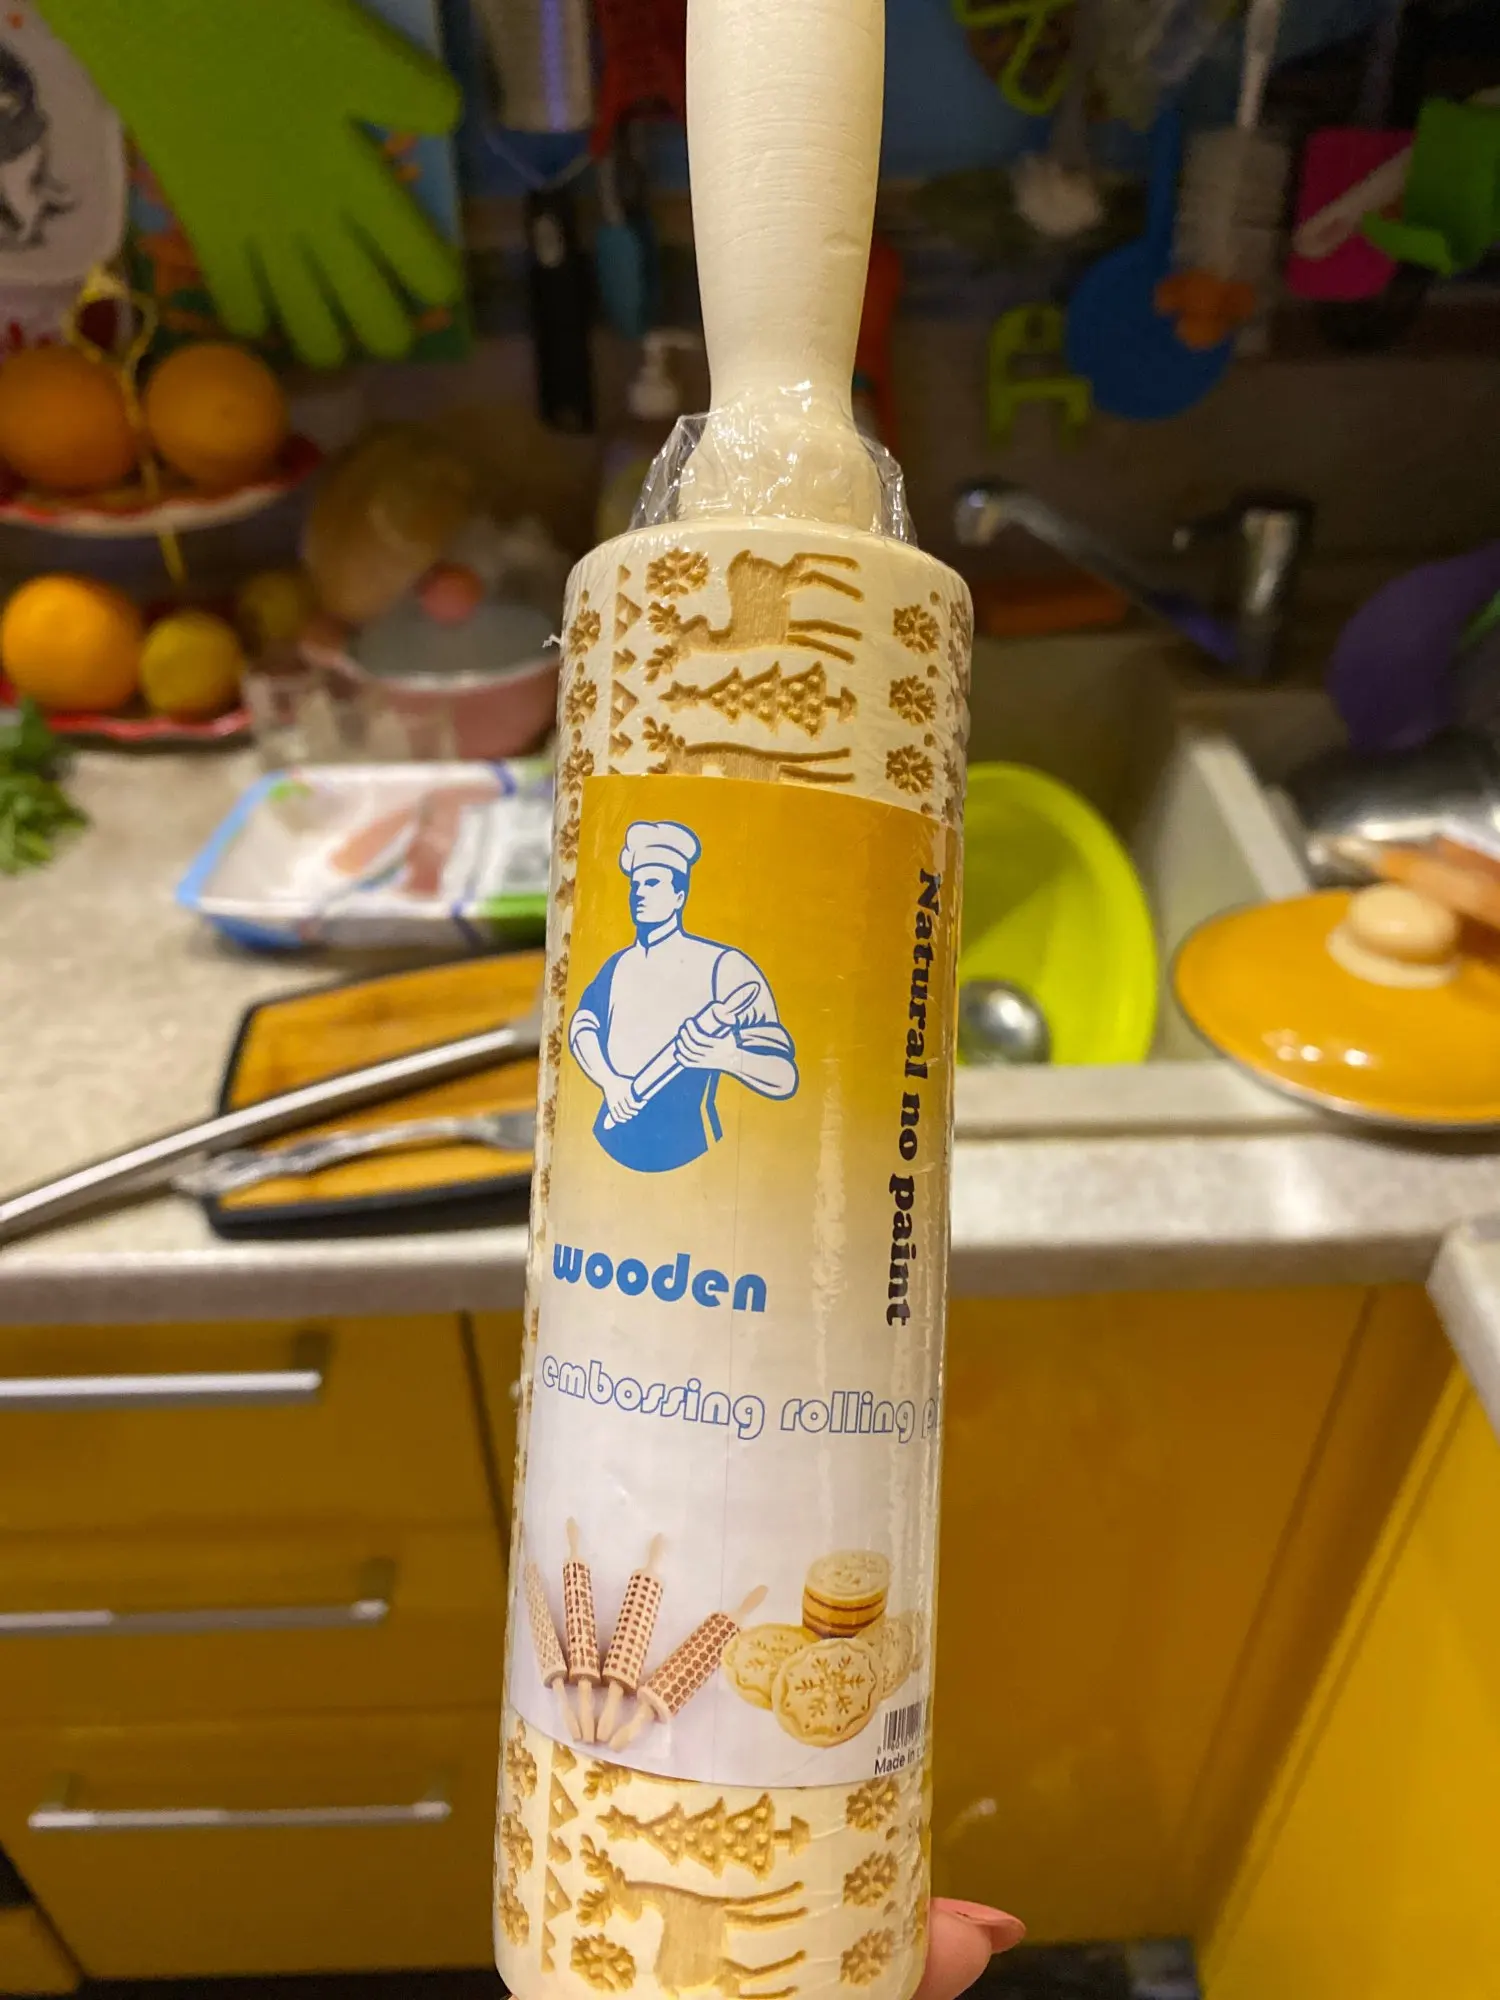 Natural no paint
wooden
embossing rolling
Made in